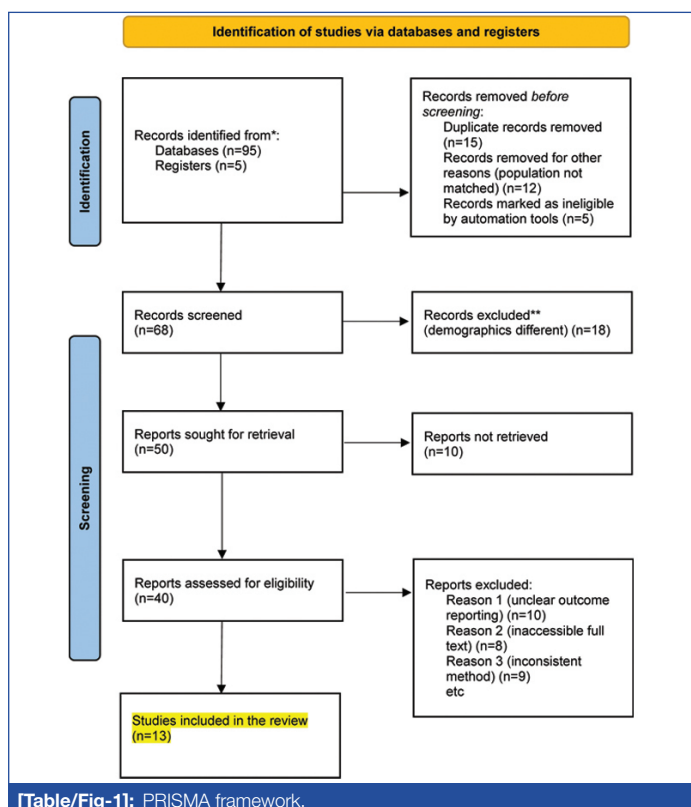 Identification of studies via databases and registers
Identification
Records identified from*:
Databases (n=95)
Registers (n=5)
Records removed before
screening:
Duplicate records removed
(n=15)
Records removed for other
reasons (population not
matched) (n=12)
Records marked as ineligible
by automation tools (n=5)
Records screened
(n=68)
Records excluded**
(demographics different) (n=18)
Screening
Reports sought for retrieval
(n=50)
Reports not retrieved
(n=10)
Reports assessed for eligibility
(n=40)
Reports excluded:
Reason 1 (unclear outcome
reporting) (n=10)
Reason 2 (inaccessible full
text) (n=8)
Reason 3 (inconsistent
method) (n=9)
etc
Studies included in the review
(n=13)
[Table/Fig-1]: PRISMA framework.